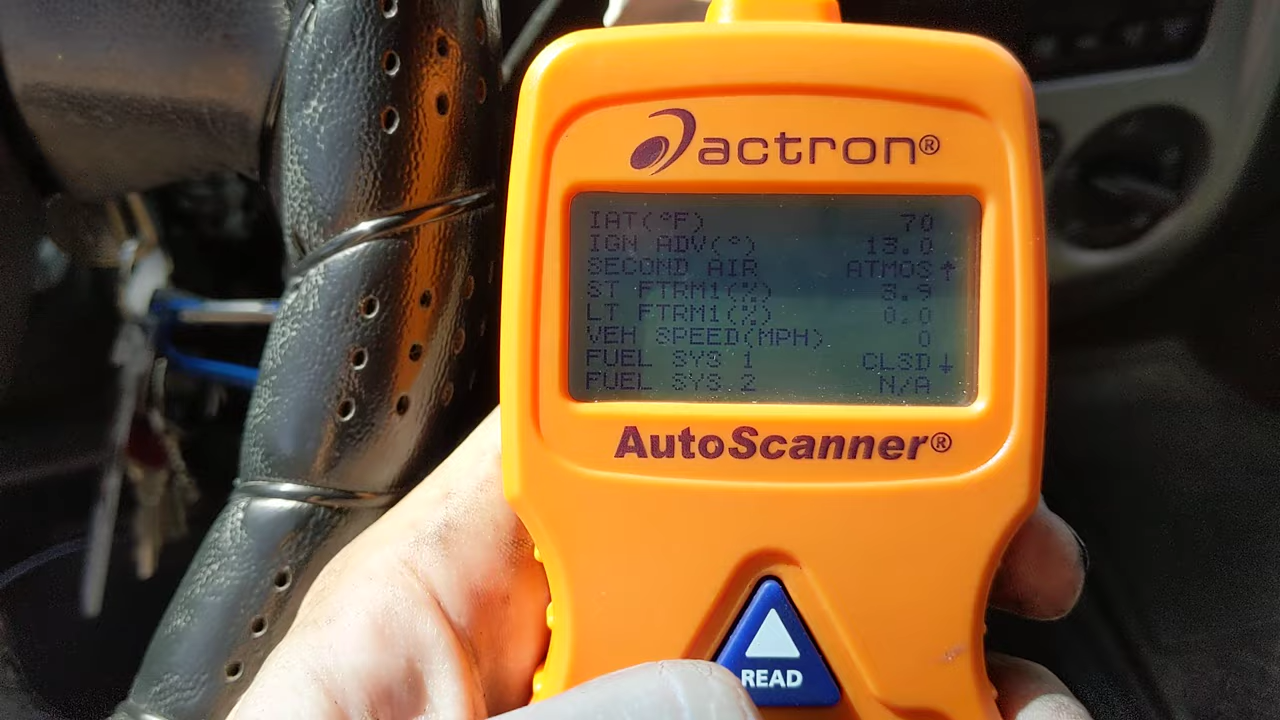 actron®
IAT(°F) 70
IGN ADV(°) 13.0
SECOND AIR ATMOS↑
ST FTRM1(%) 3.9
LT FTRM1(%) 0.0
VEH SPEED(MPH) 0
FUEL SYS 1 CLSD↓
FUEL SYS 2 N/A
AutoScanner®
READ